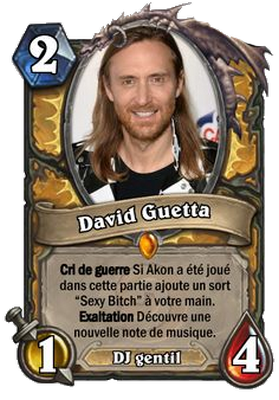 2
David Guetta
Cri de guerre Si Akon a été joué
dans cette partie ajoute un sort
“Sexy Bitch” à votre main.
Exaltation Découvre une
nouvelle note de musique.
1
DJ gentil
4